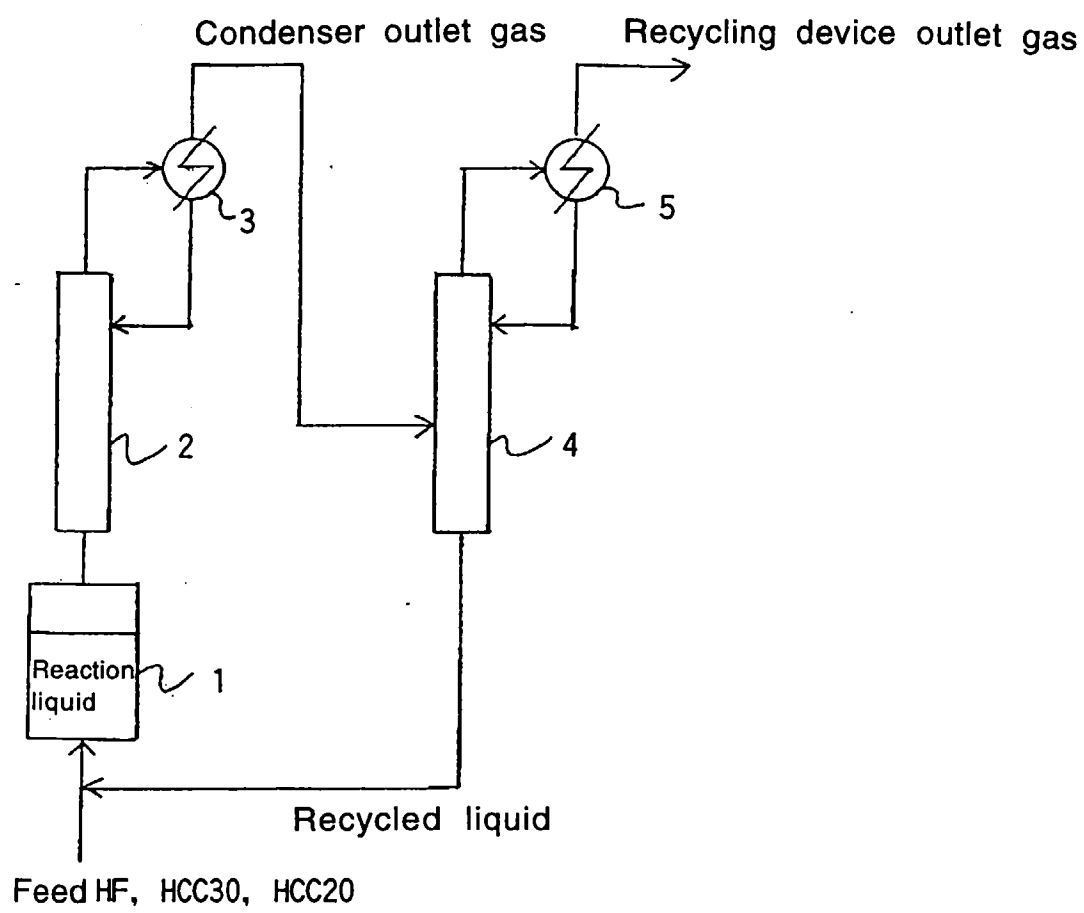 Condenser outlet gas
Recycling device outlet gas
3
5
2
4
Reaction
liquid
1
Recycled liquid
Feed HF, HCC30, HCC20